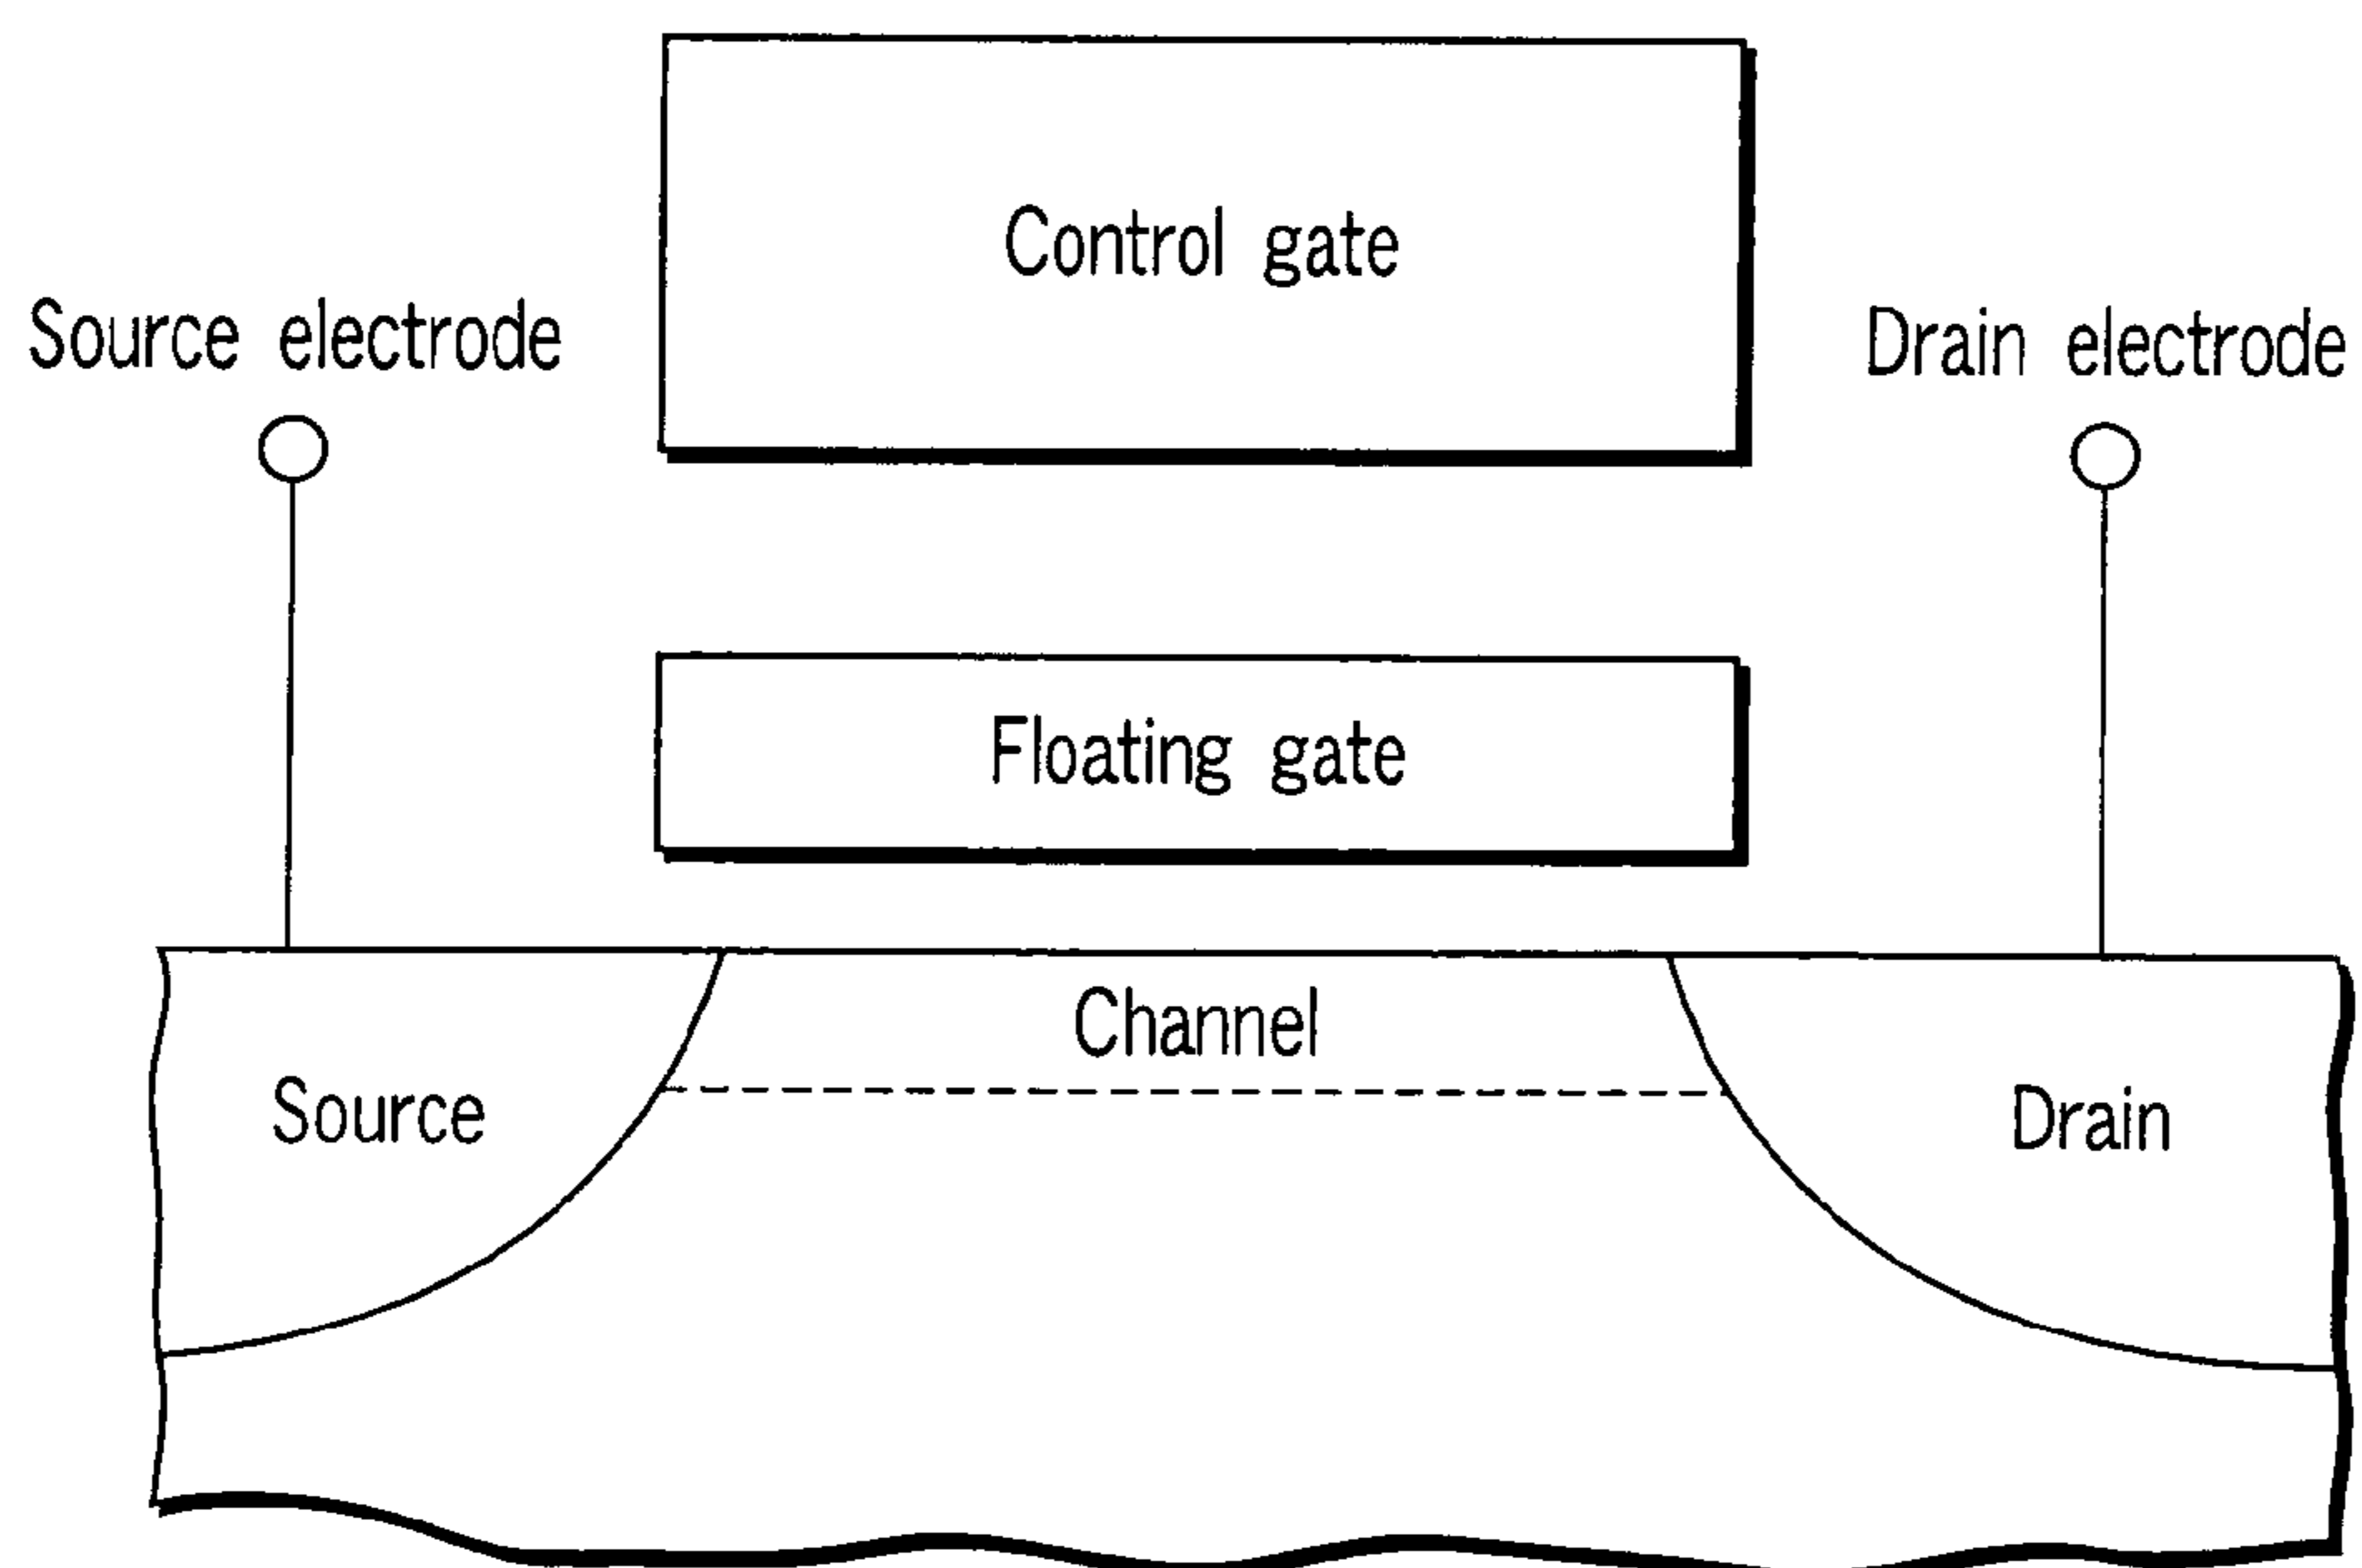 Control gate
Source electrode
Drain electrode
Floating gate
Channel
Source
Drain